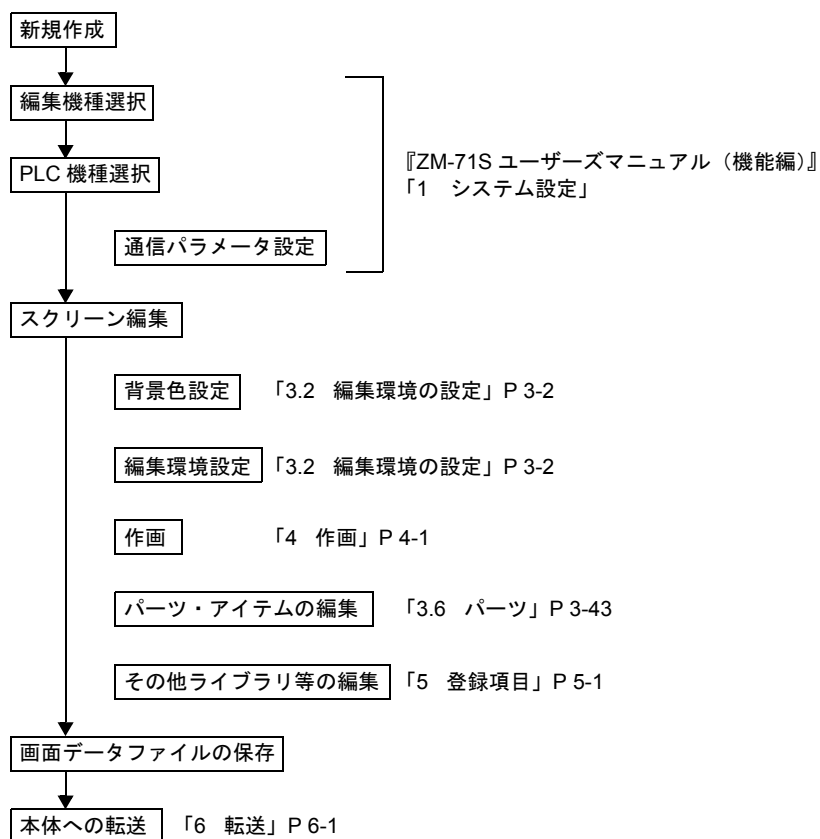 新規作成
編集機種選択
PLC 機種選択
『ZM-71S ユーザーズマニュアル（機能編）』
「1　システム設定」
通信パラメータ設定
スクリーン編集
背景色設定 「3.2 編集環境の設定」P 3-2
編集環境設定 「3.2 編集環境の設定」P 3-2
作画 「4 作画」P 4-1
パーツ・アイテムの編集 「3.6 パーツ」P 3-43
その他ライブラリ等の編集 「5 登録項目」P 5-1
画面データファイルの保存
本体への転送 「6 転送」P 6-1